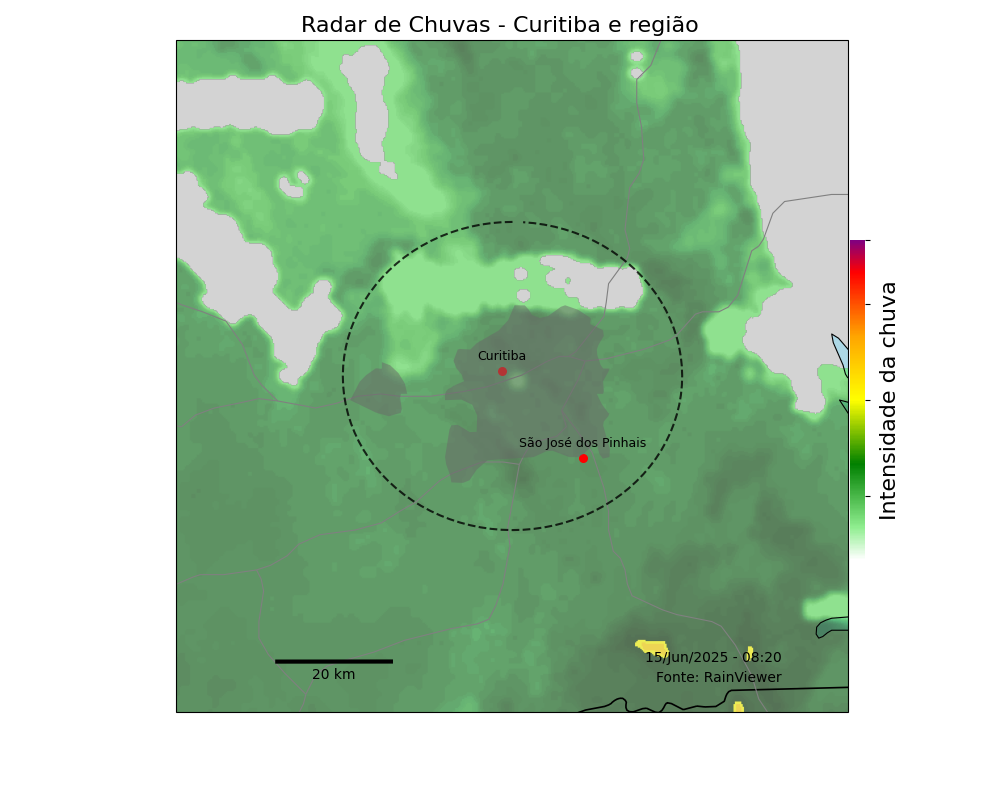 Radar de Chuvas - Curitiba e região
Curitiba
São José dos Pinhais
Intensidade da chuva
15/Jun/2025 - 08:20
20 km
Fonte: RainViewer